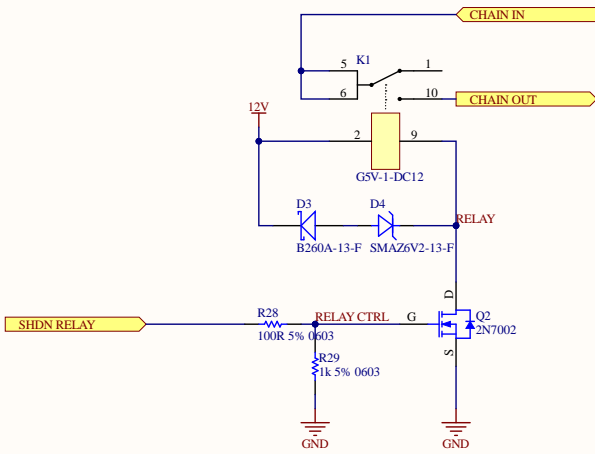 CHAIN IN
K1
5
1
6
10
CHAIN OUT
12V
2
9
G5V-1-DC12
D3
D4
RELAY
B260A-13-F
SMAZ6V2-13-F
D
R28
RELAY CTRL
G
Q2
SHDN RELAY
2N7002
100R 5% 0603
S
R29
1k 5% 0603
GND
GND